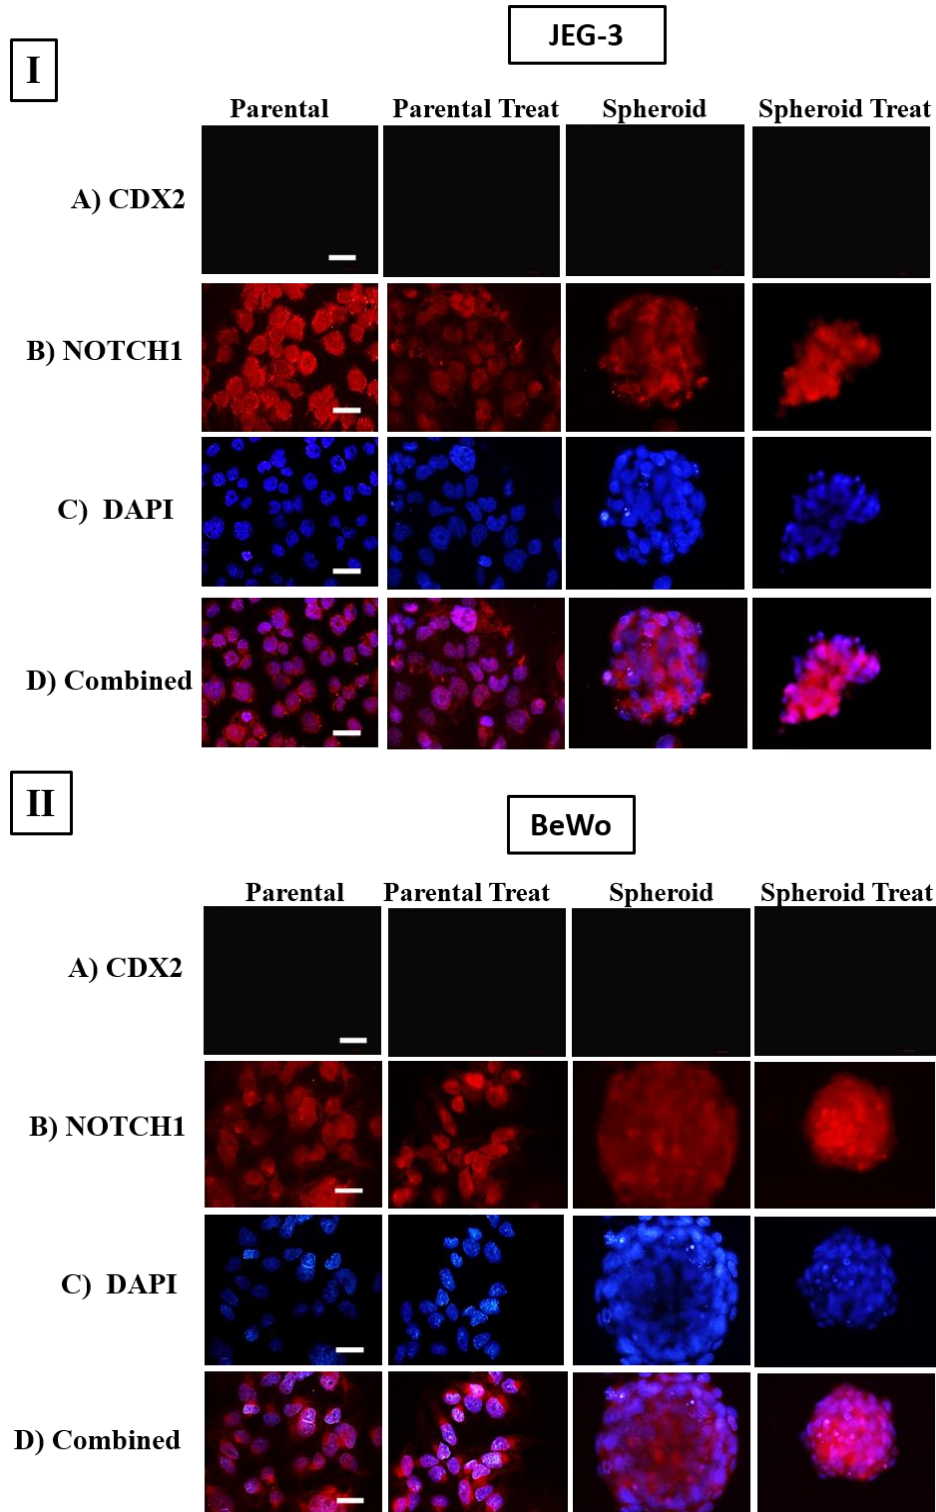 JEG-3
I
Parental Parental Treat Spheroid Spheroid Treat
A) CDX2
B) NOTCH1
C) DAPI
D) Combined
II
BeWo
Parental Parental Treat Spheroid Spheroid Treat
A) CDX2
B) NOTCH1
C) DAPI
D) Combined